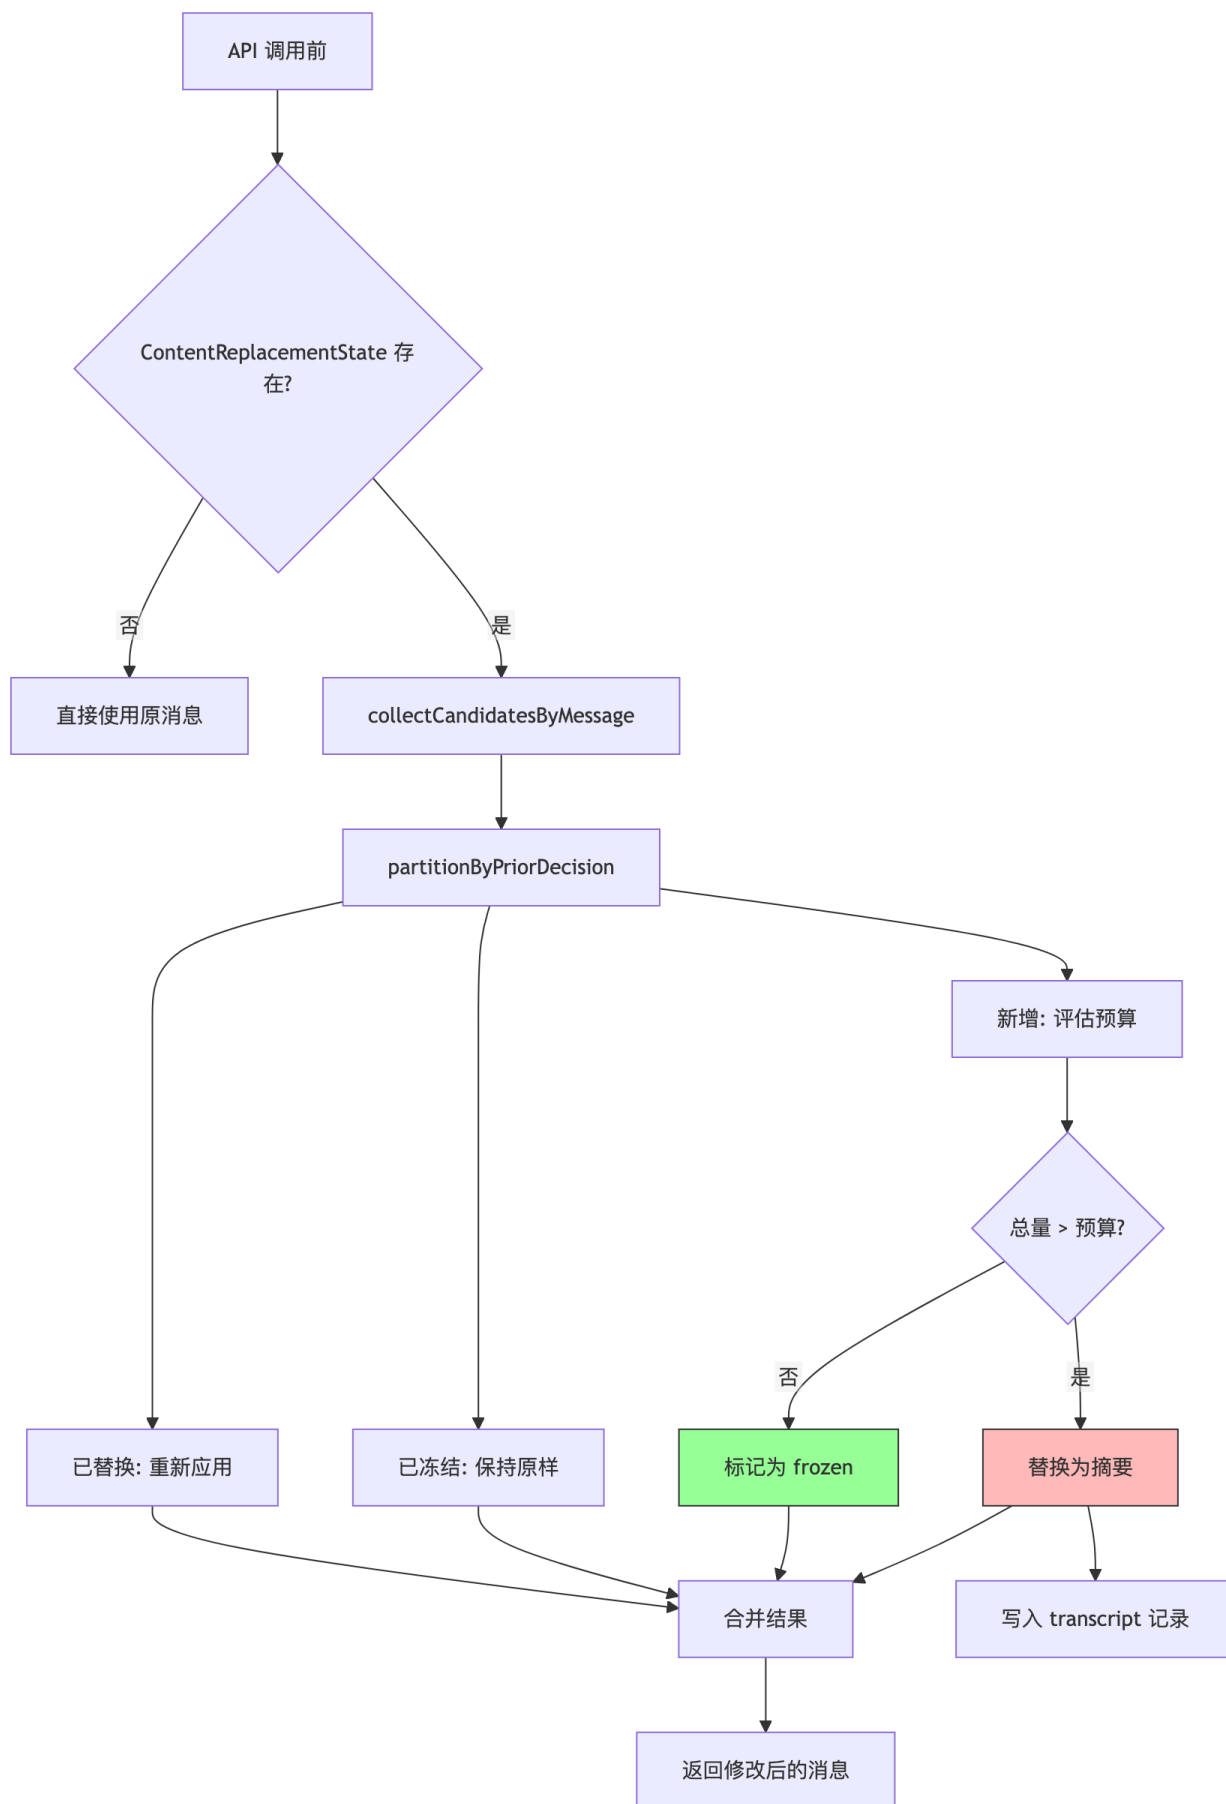 API 调用前
ContentReplacementState 存
在?
否
是
直接使用原消息
collectCandidatesByMessage
partitionByPriorDecision
新增: 评估预算
总量 > 预算?
否
是
已替换: 重新应用
已冻结: 保持原样
标记为 frozen
替换为摘要
合并结果
写入 transcript 记录
返回修改后的消息